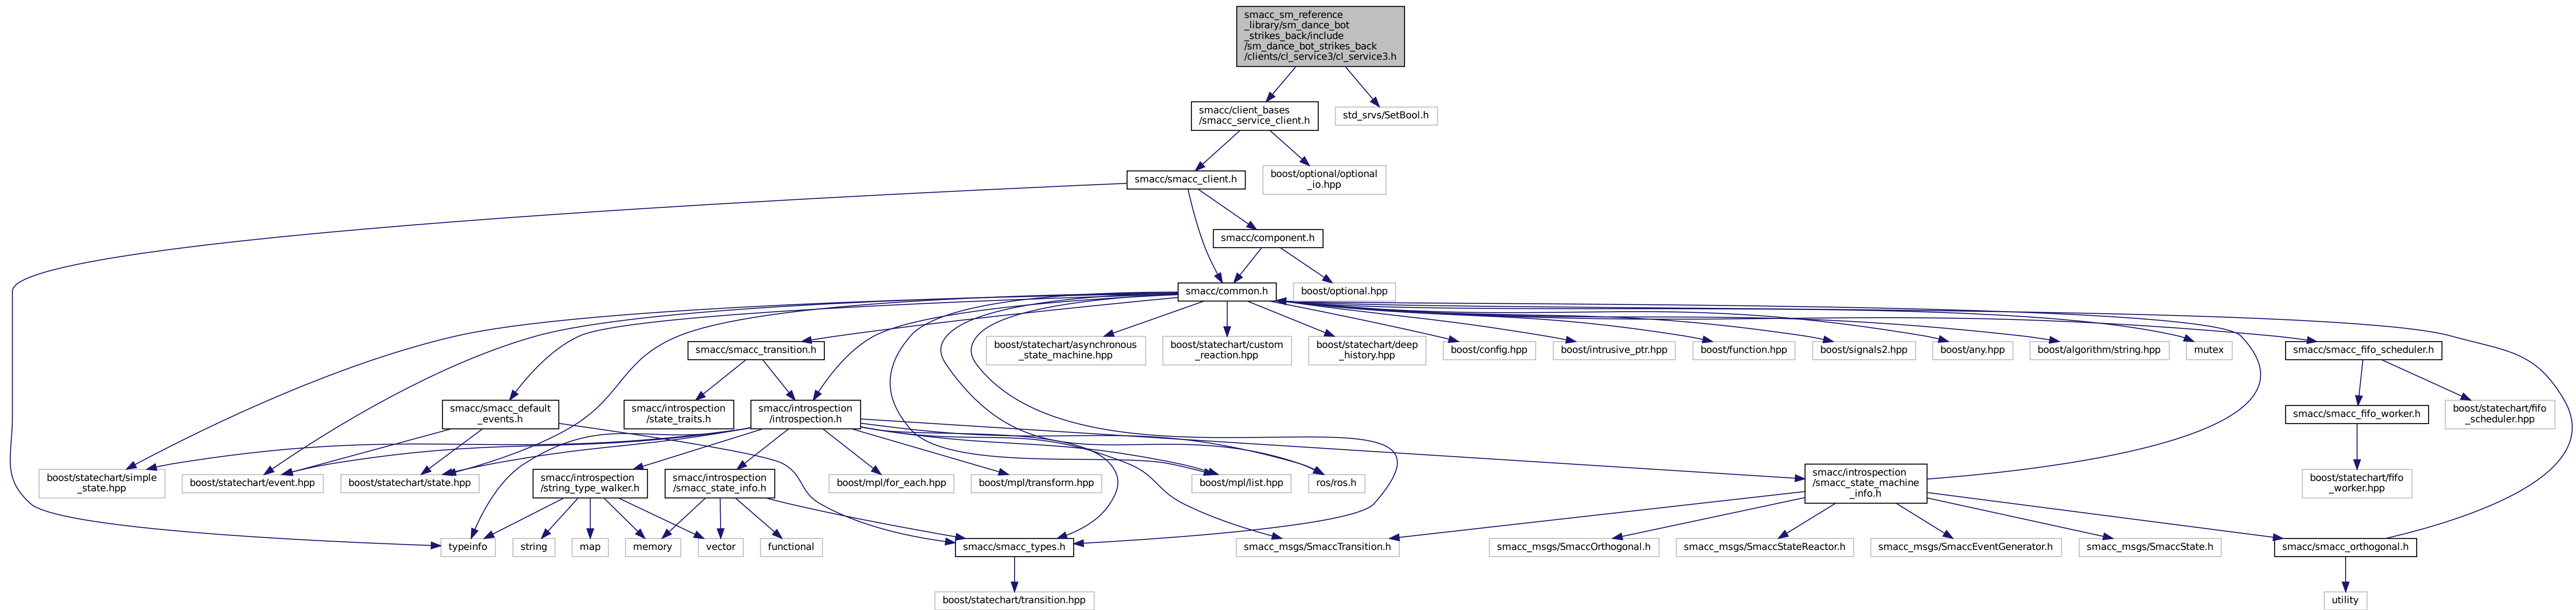 smacc_sm_reference
_library/sm_dance_bot
_strikes_back/include
/sm_dance_bot_strikes_back
/clients/cl_service3/cl_service3.h
smacc/client_bases
/smacc_service_client.h
std_srvs/SetBool.h
smacc/smacc_client.h
boost/optional/optional
_io.hpp
smacc/component.h
smacc/common.h
boost/optional.hpp
smacc/smacc_transition.h
boost/statechart/asynchronous
_state_machine.hpp
boost/statechart/custom
_reaction.hpp
boost/statechart/deep
_history.hpp
boost/config.hpp
boost/intrusive_ptr.hpp
boost/function.hpp
boost/signals2.hpp
boost/any.hpp
boost/algorithm/string.hpp
mutex
smacc/smacc_fifo_scheduler.h
smacc/smacc_default
_events.h
smacc/introspection
/state_traits.h
smacc/introspection
/introspection.h
smacc/smacc_fifo_worker.h
boost/statechart/fifo
_scheduler.hpp
boost/statechart/simple
_state.hpp
boost/statechart/event.hpp
boost/statechart/state.hpp
smacc/introspection
/string_type_walker.h
smacc/introspection
/smacc_state_info.h
boost/mpl/for_each.hpp
boost/mpl/transform.hpp
boost/mpl/list.hpp
ros/ros.h
smacc/introspection
/smacc_state_machine
_info.h
boost/statechart/fifo
_worker.hpp
typeinfo
string
map
memory
vector
functional
smacc/smacc_types.h
smacc_msgs/SmaccTransition.h
smacc_msgs/SmaccOrthogonal.h
smacc_msgs/SmaccStateReactor.h
smacc_msgs/SmaccEventGenerator.h
smacc_msgs/SmaccState.h
smacc/smacc_orthogonal.h
boost/statechart/transition.hpp
utility